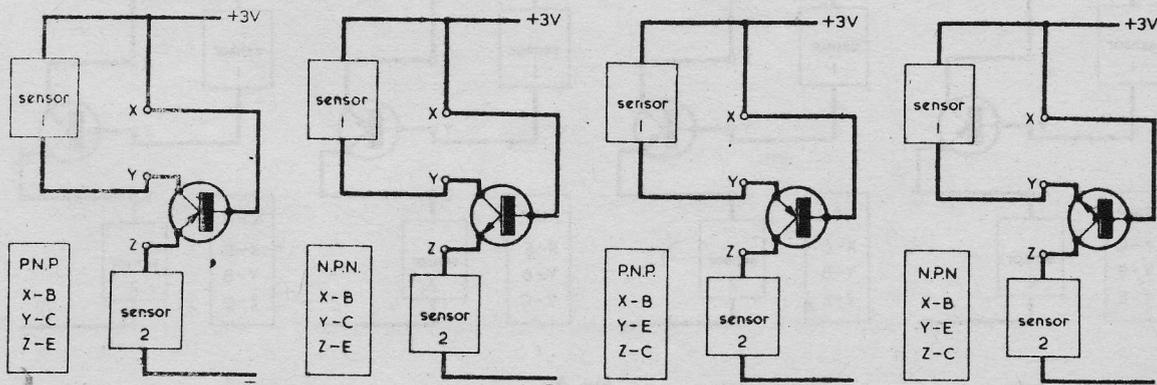 +3V
sensor
X
Y
Z
P.N.P
X-B
Y-C
Z-E
sensor
2
+3V
sensor
1
X
Y
Z
N.P.N.
X-B
Y-C
Z-E
sensor
2
+3V
sensor
1
X
Y
Z
P.N.P.
X-B
Y-E
Z-C
sensor
2
+3V
sensor
1
X
Y
Z
N.P.N
X-B
Y-E
Z-C
sensor
2